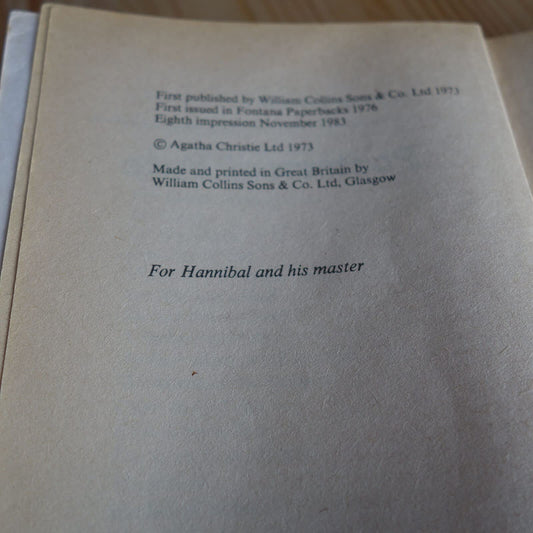 First published by William Collins Sons & Co. Ltd 1973
First issued in Fontana Paperbacks 1976
Eighth impression November 1983
© Agatha Christie Ltd 1973
Made and printed in Great Britain by
William Collins Sons & Co. Ltd, Glasgow
For Hannibal and his master